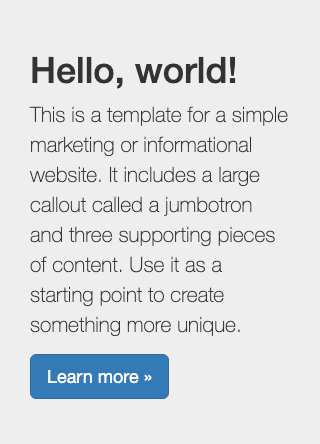 Hello, world!
This is a template for a simple
marketing or informational
website. It includes a large
callout called a jumbotron
and three supporting pieces
of content. Use it as a
starting point to create
something more unique.
Learn more »